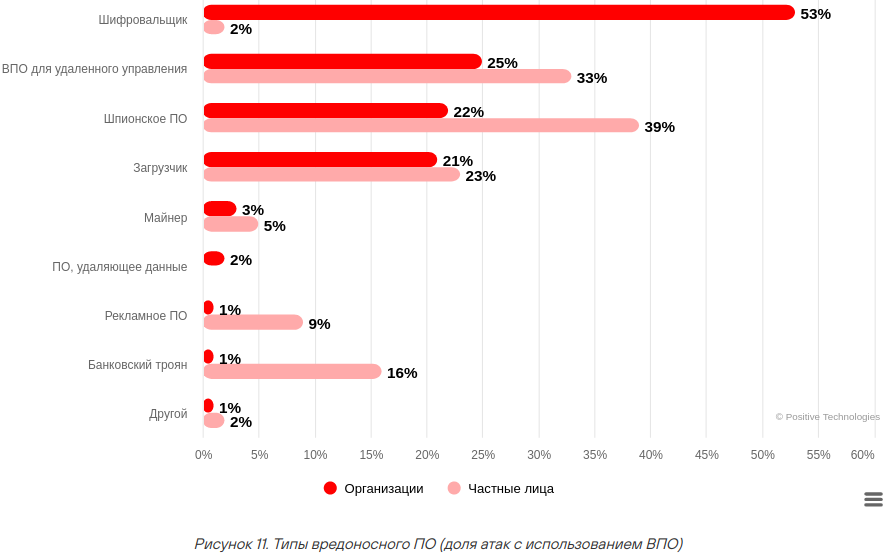 Шифровальщик
53%
2%
ВПО для удаленного управления
25%
33%
Шпионское ПО
22%
39%
Загрузчик
21%
23%
Майнер
3%
5%
ПО, удаляющее данные
2%
Рекламное ПО
1%
9%
Банковский троян
1%
16%
Другой
1%
2%
© Positive Technologies
0% 5% 10% 15% 20% 25% 30% 35% 40% 45% 50% 55% 60%
Организации Частные лица
Рисунок 11. Типы вредоносного ПО (доля атак с использованием ВПО)